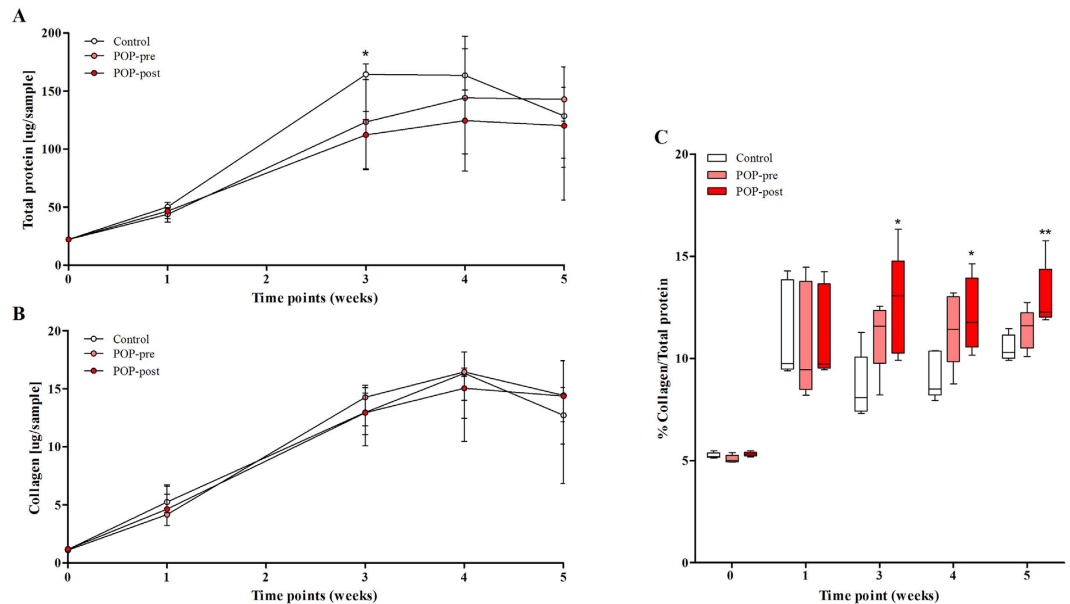 A
Total protein [ug/sample]
200
150
100
50
0
Control
POP-pre
POP-post
*
0 1 2 3 4 5
Time points (weeks)
B
Collagen [ug/sample]
20
15
10
5
0
Control
POP-pre
POP-post
0 1 2 3 4 5
Time points (weeks)
C
% Collagen/Total protein
20
15
10
5
0
Control
POP-pre
POP-post
*
*
**
0 1 3 4 5
Time point (weeks)